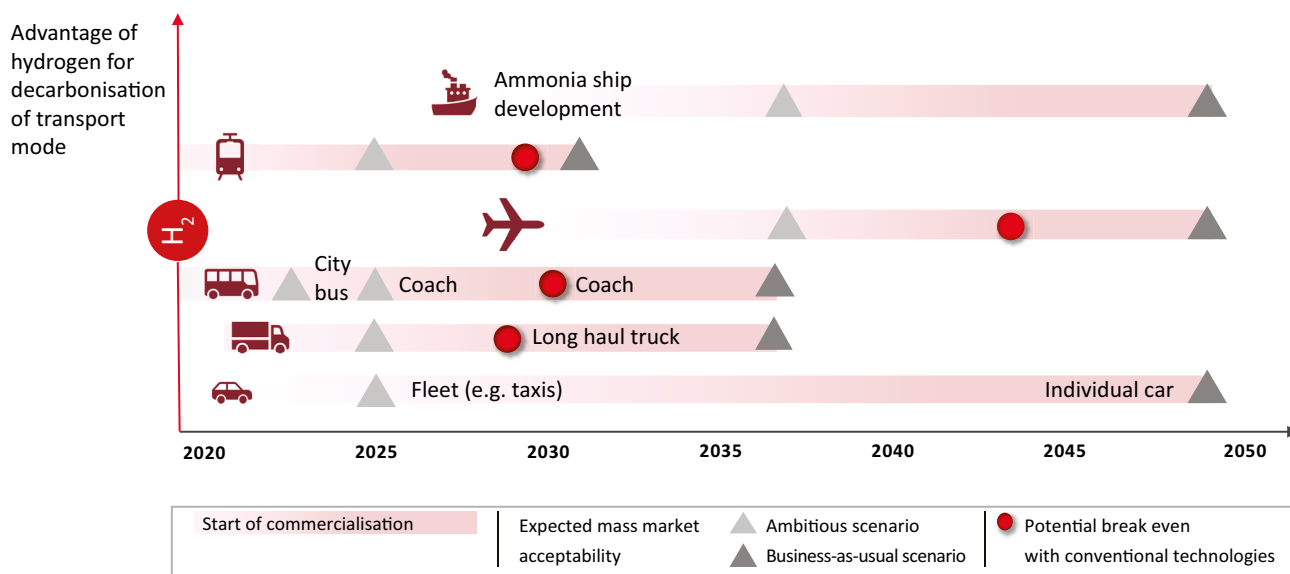 Advantage of
hydrogen for
decarbonisation
of transport
mode
Ammonia ship
development
H2
City
bus
Coach
Coach
Long haul truck
Fleet (e.g. taxis)
Individual car
2020
2025
2030
2035
2040
2045
2050
Start of commercialisation
Expected mass market
acceptability
Ambitious scenario
Business-as-usual scenario
Potential break even
with conventional technologies